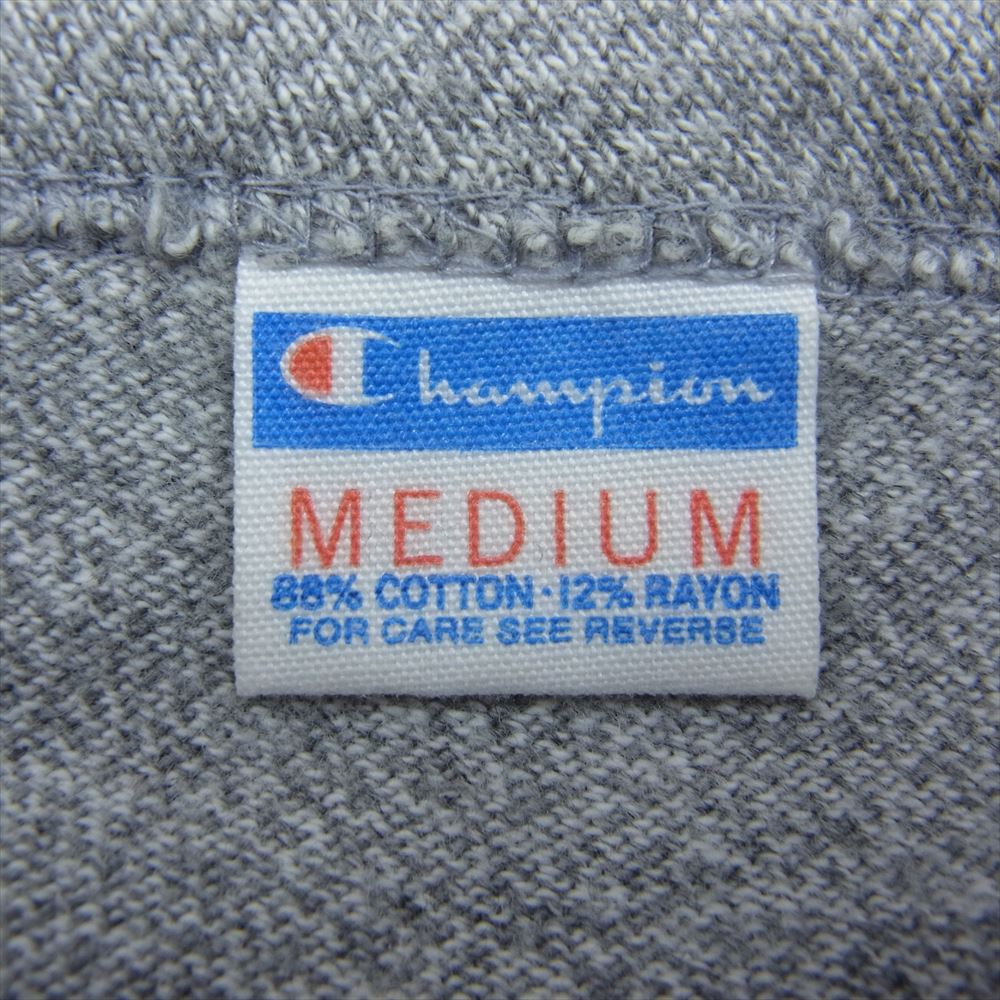 Champion
MEDIUM
88% COTTON·12% RAYON
FOR CARE SEE REVERSE